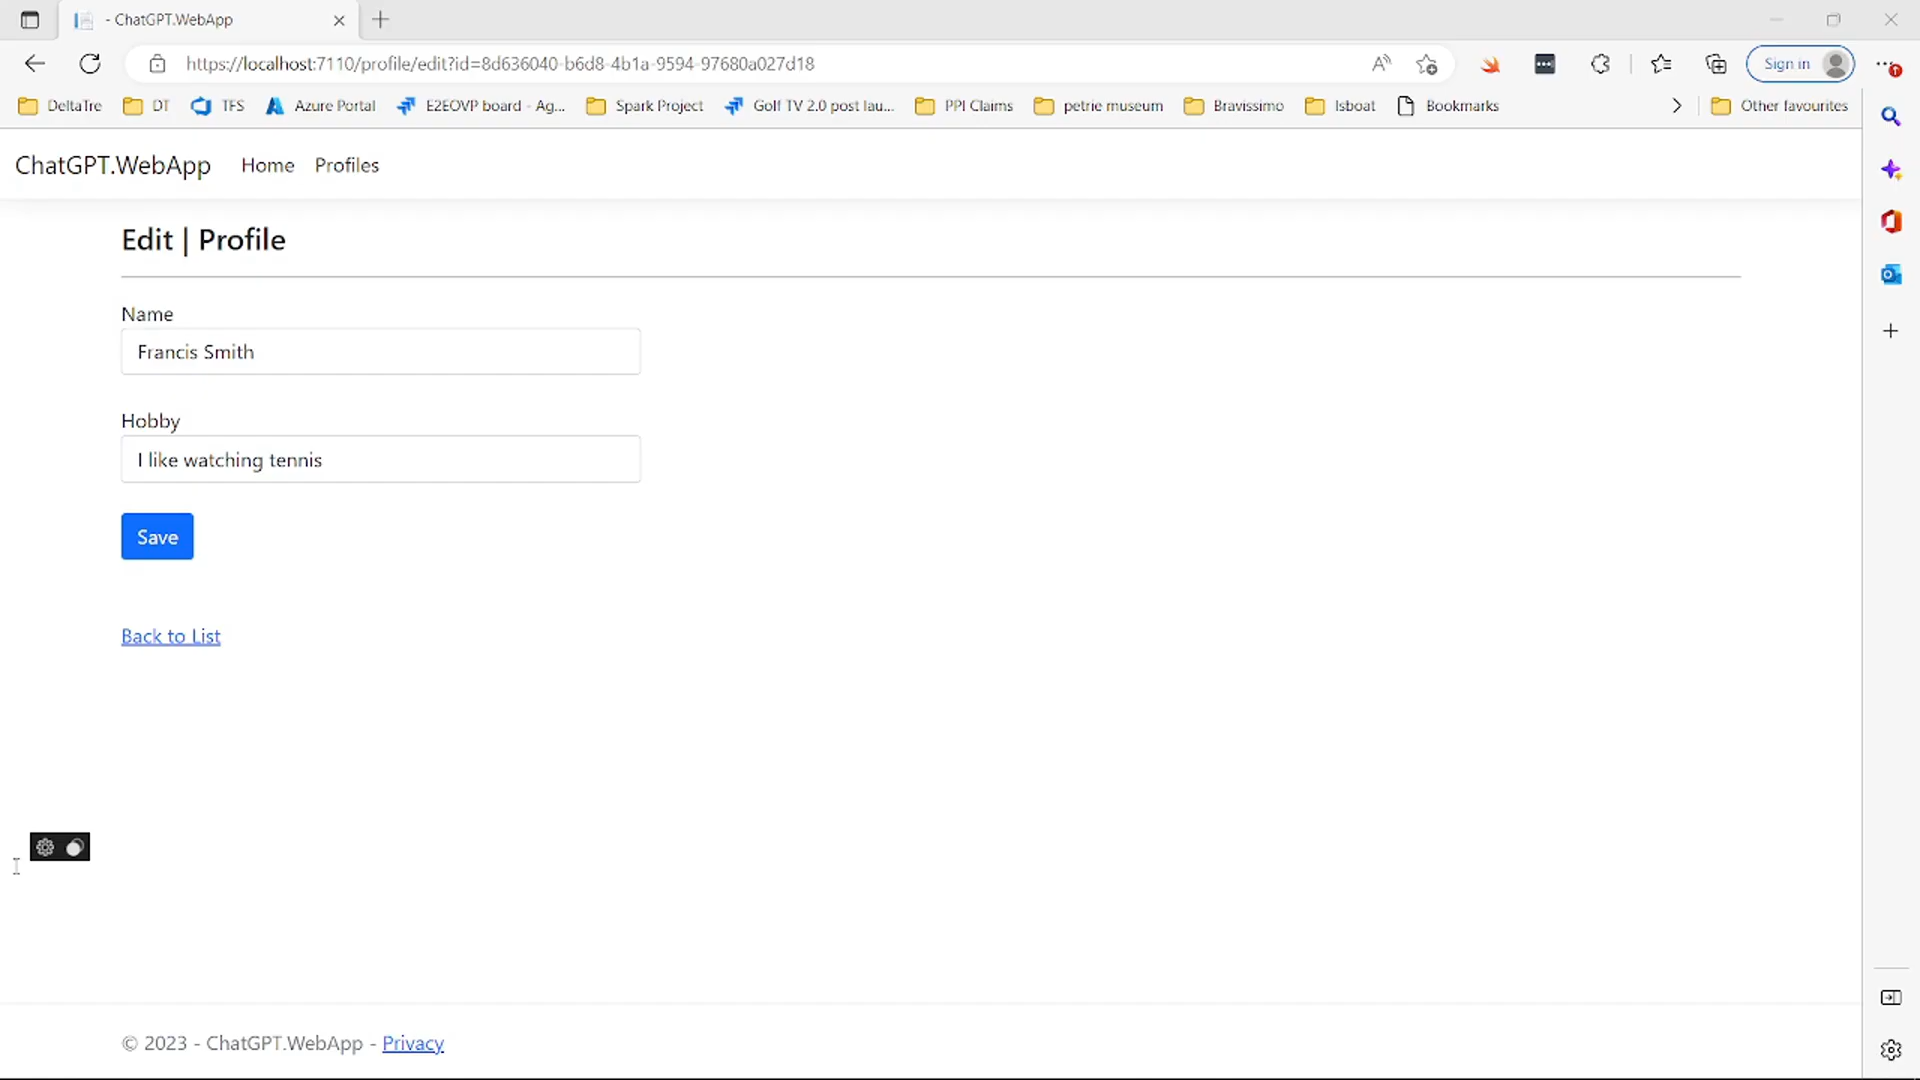 - ChatGPT.WebApp
https://localhost:7110/profile/edit?id=8d636040-b6d8-4b1a-9594-97680a027d18
Sign in
DeltaTre
DT
TFS
Azure Portal
E2EOVP board - Ag...
Spark Project
Golf TV 2.0 post lau...
PPI Claims
petrie museum
Bravissimo
Isboat
Bookmarks
Other favourites
ChatGPT.WebApp
Home
Profiles
Edit | Profile
Name
Francis Smith
Hobby
I like watching tennis
Save
Back to List
© 2023 - ChatGPT.WebApp - Privacy